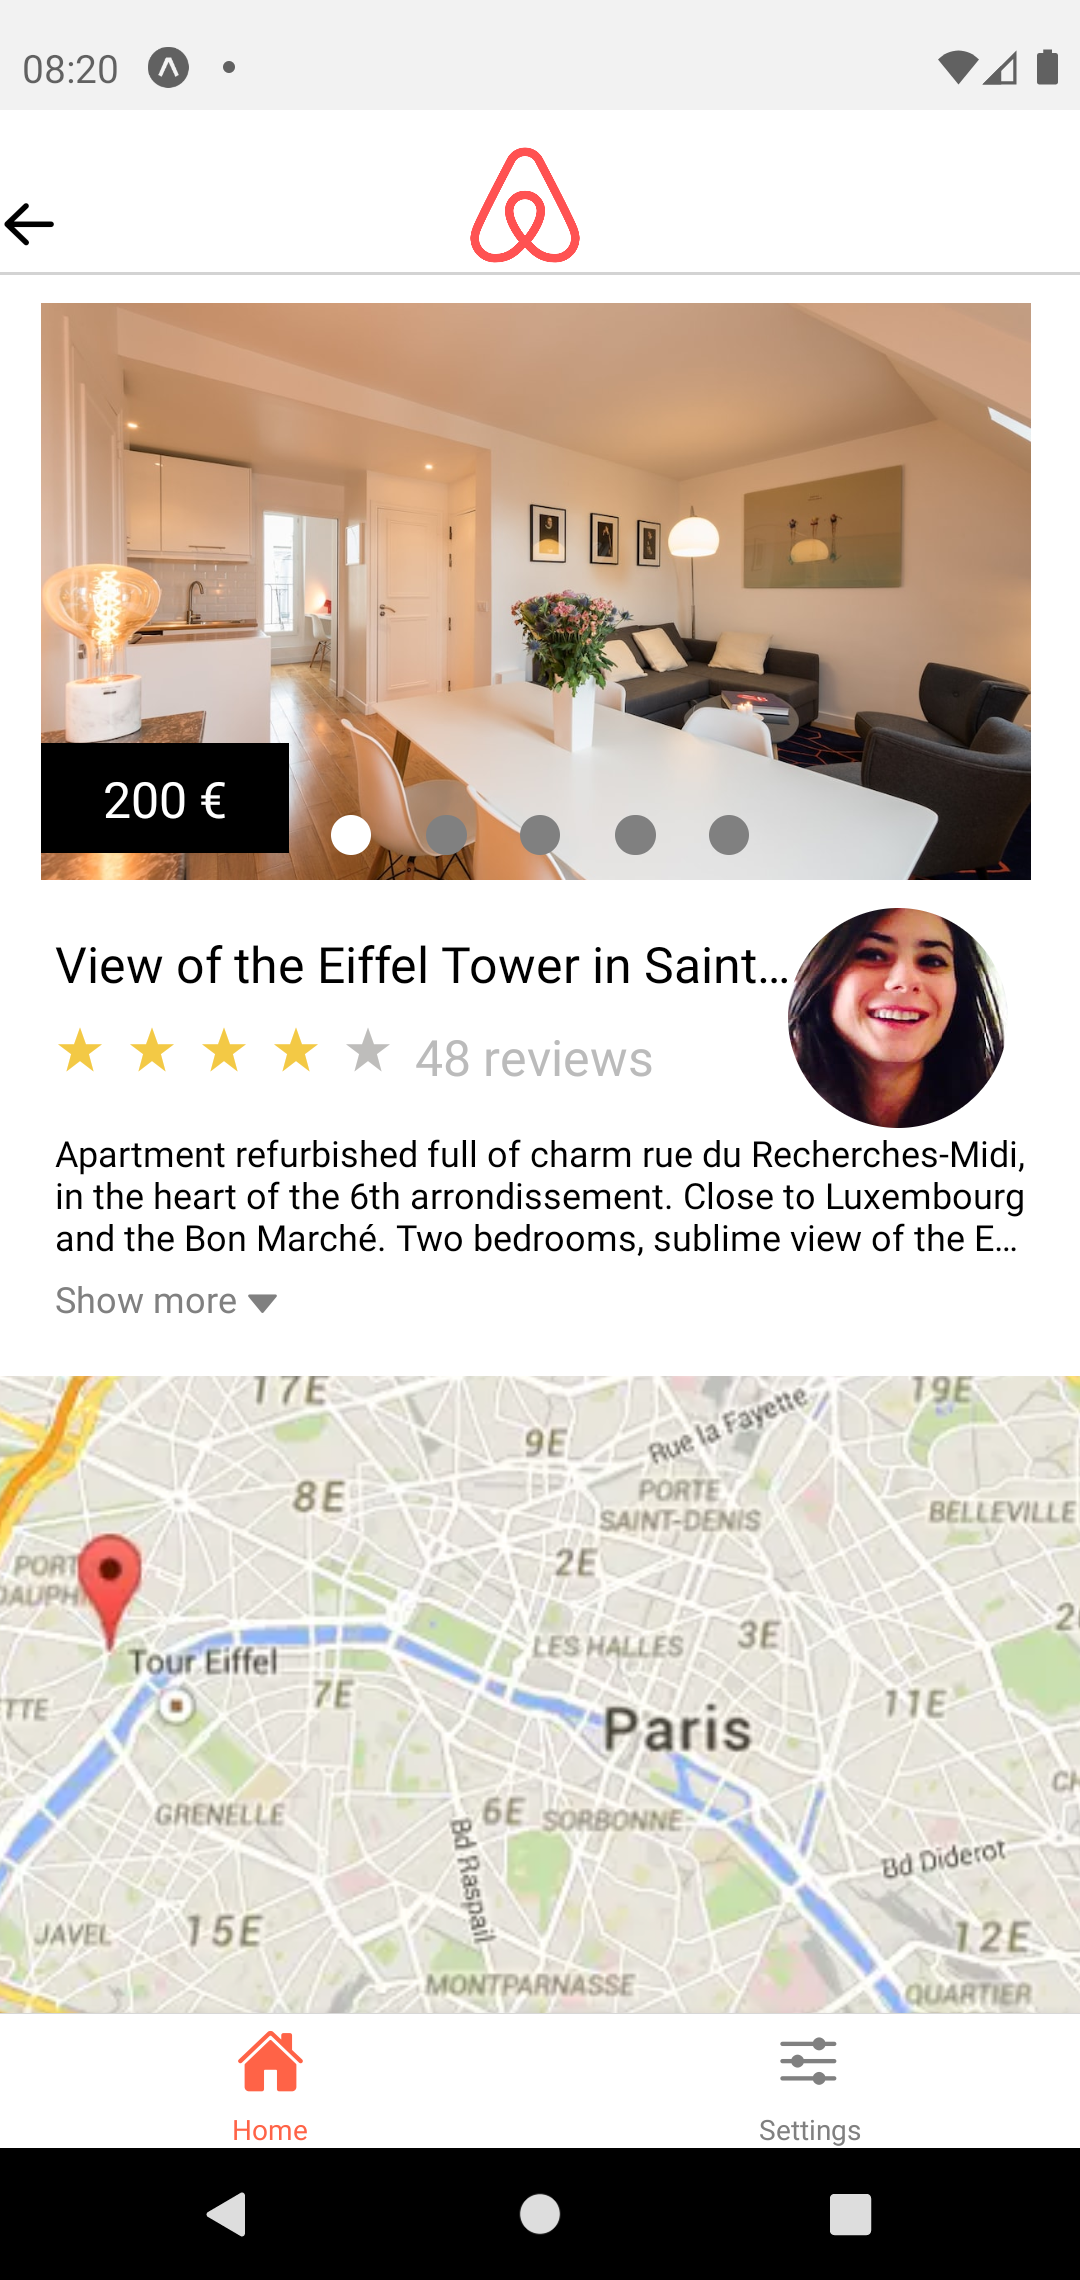 08:20
200 €
View of the Eiffel Tower in Saint...
48 reviews
Apartment refurbished full of charm rue du Recherches-Midi,
in the heart of the 6th arrondissement. Close to Luxembourg
and the Bon Marché. Two bedrooms, sublime view of the E...
Show more
17E
19E
9E
Rue la Fayette
8E
PORTE
SAINT-DENIS
BELLEVILLE
2E
PORT
DAUPH
3E
LES HALLES
Tour Eiffel
7E
TTE
11E
Paris
GRENELLE
6E
SORBONNE
Bd Raspail
Bd Diderot
JAVEL
15E
12E
MONTPARNASSE
QUARTIER
Home
Settings